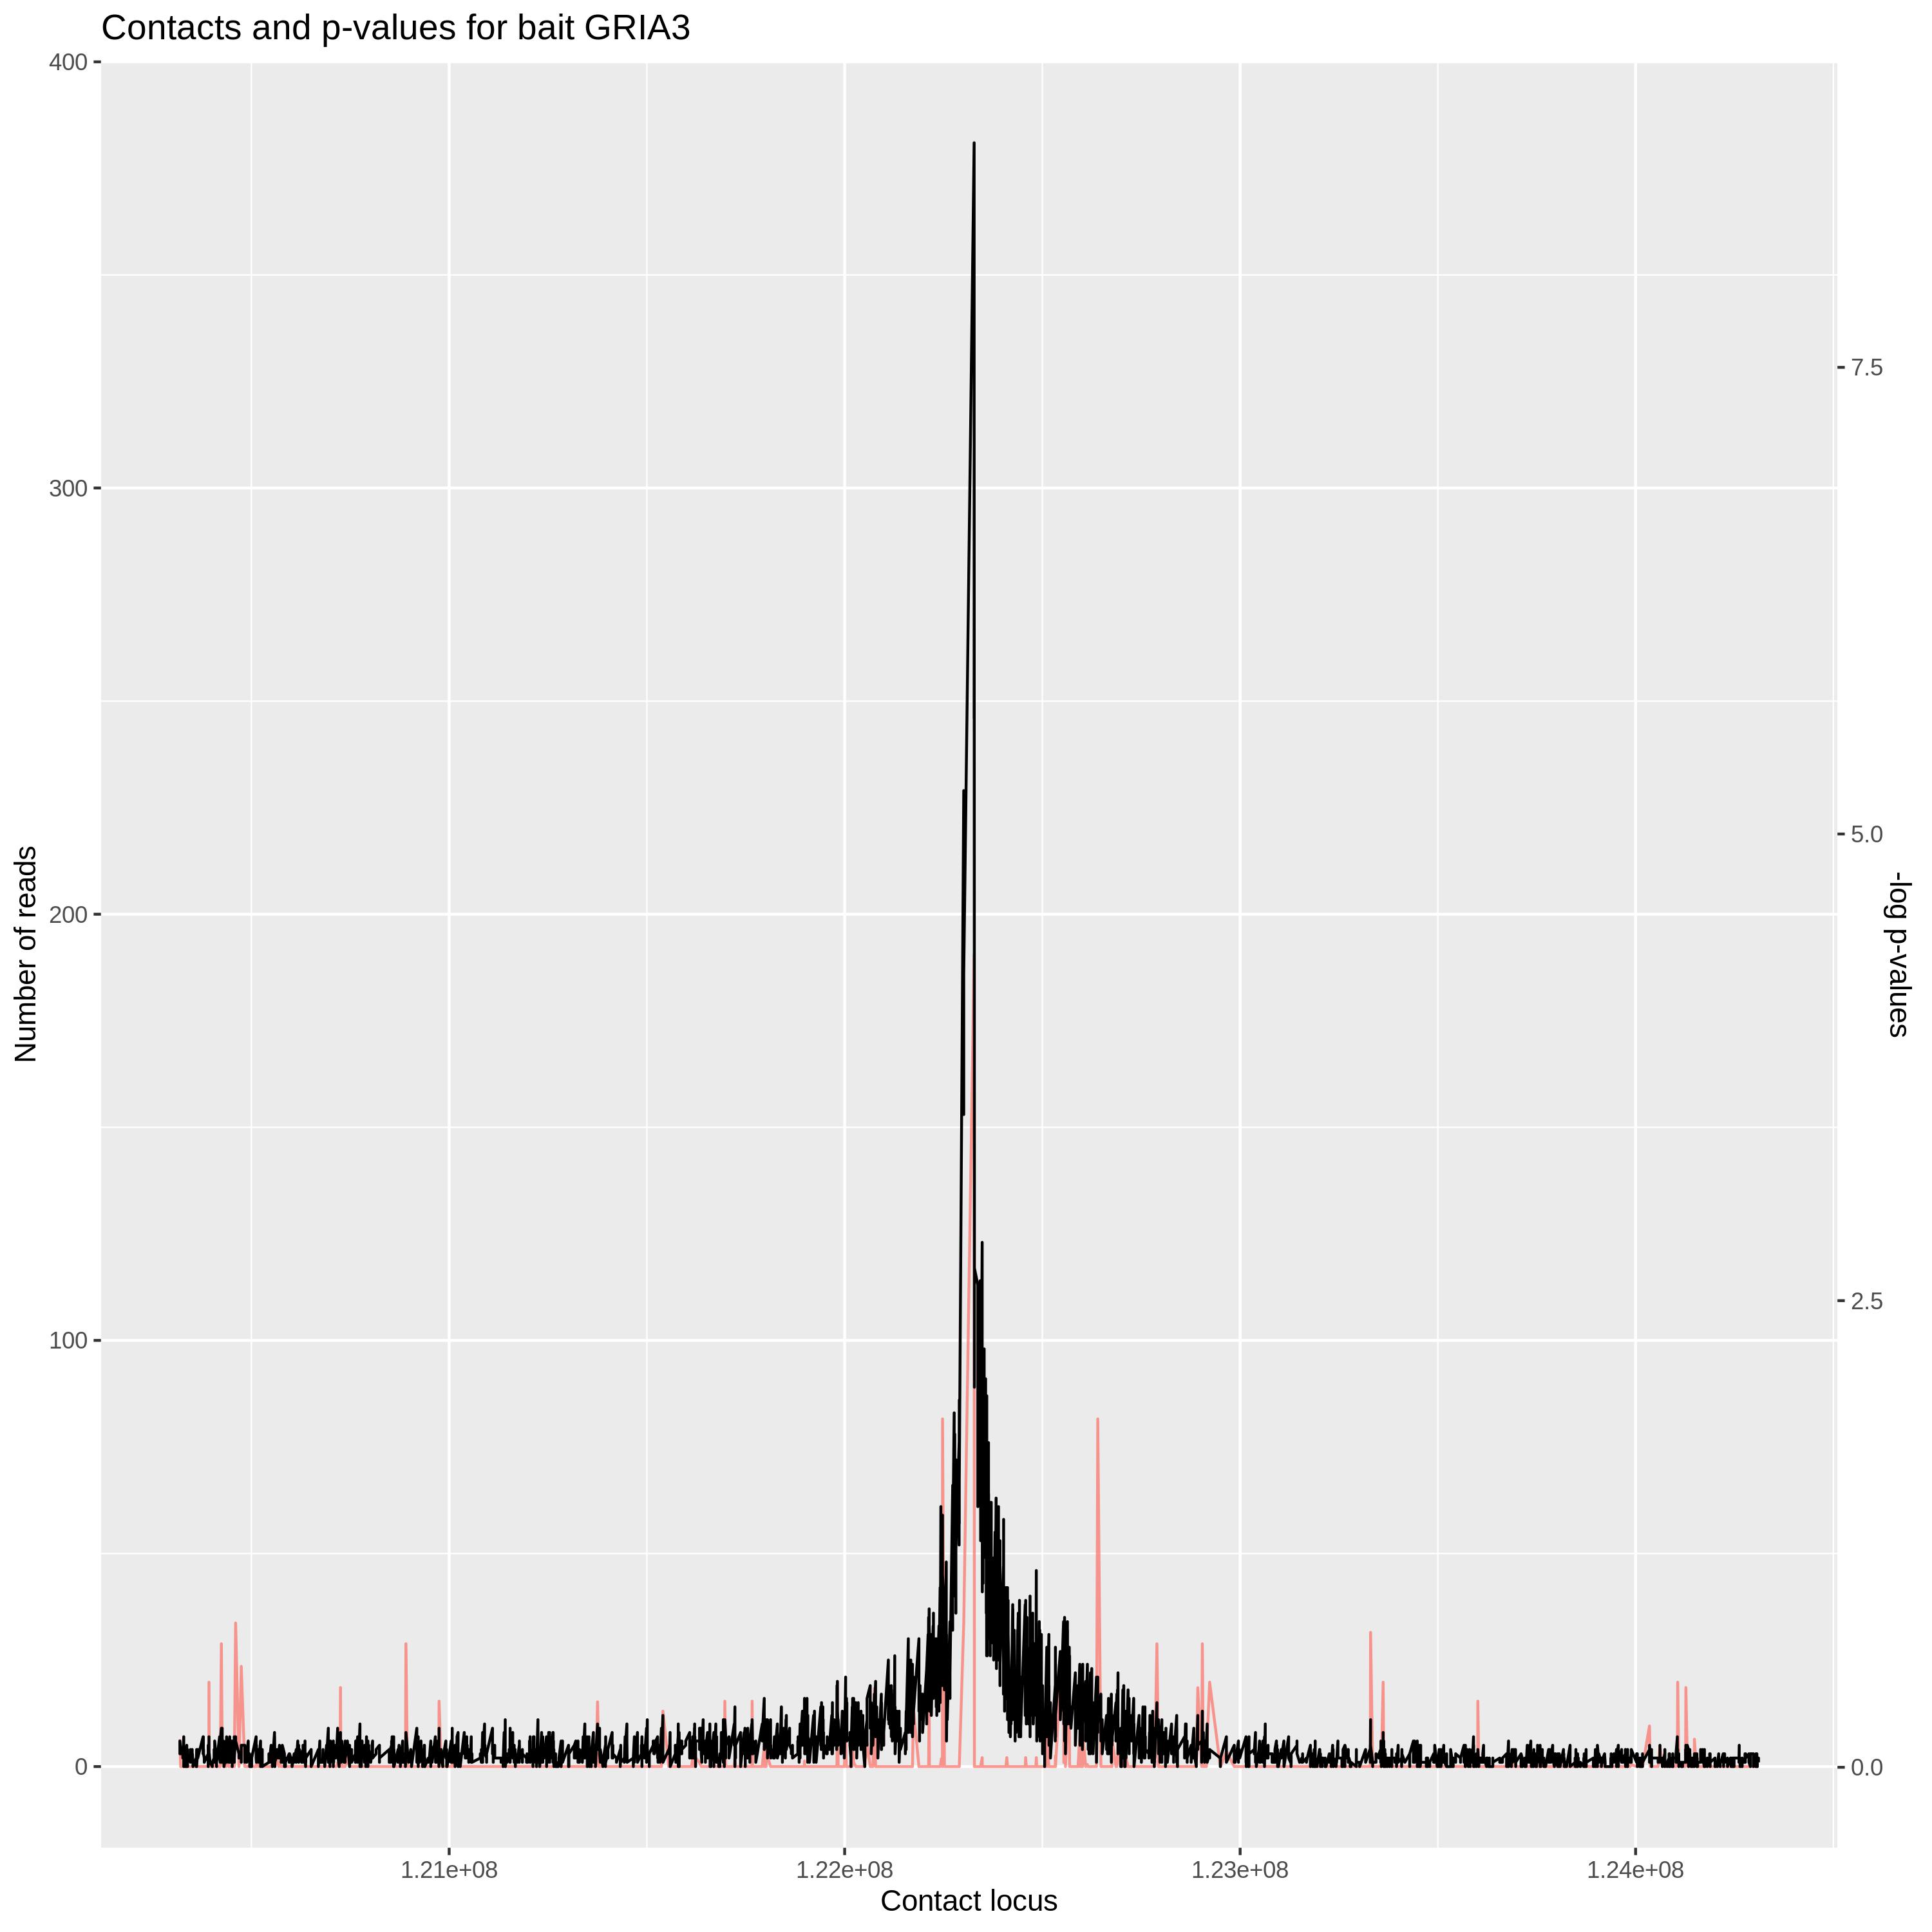 Contacts and p-values for bait GRIA3
400
300
200
100
0
Number of reads
7.5
5.0
2.5
0.0
-log p-values
1.21e+08
1.22e+08
1.23e+08
1.24e+08
Contact locus